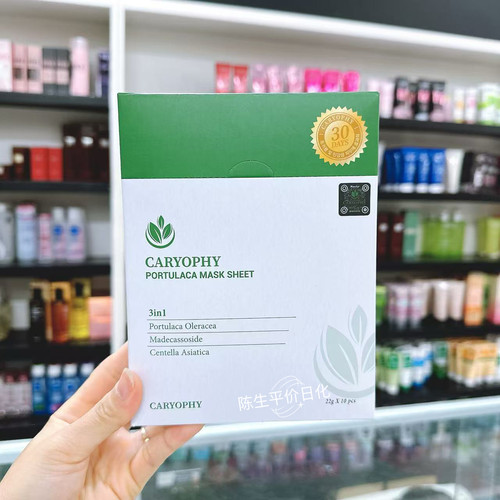 CARYOPHY
30
DAYS
CARYOPHY
PORTULACA MASK SHEET
3in1
Portulaca Oleracea
Madecassoside
Centella Asiatica
CARYOPHY
陈生平价日化
22g X 10 pcs